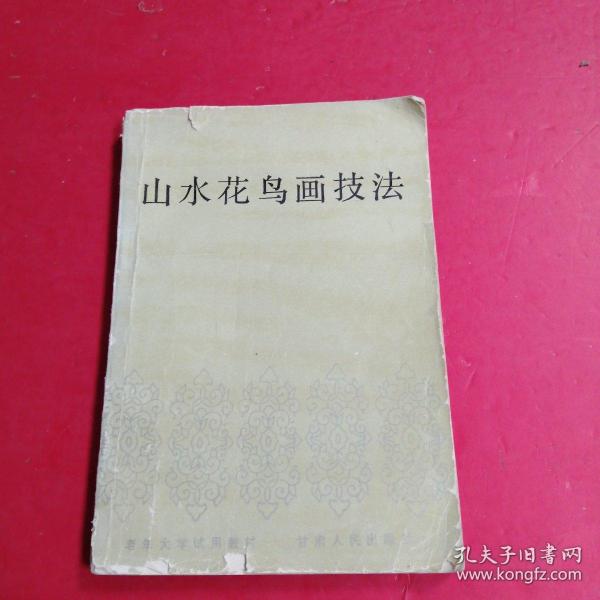 山水花鸟画技法
老年大学试用教材 甘肃人民出版社
孔夫子旧书网
www.kongfz.com